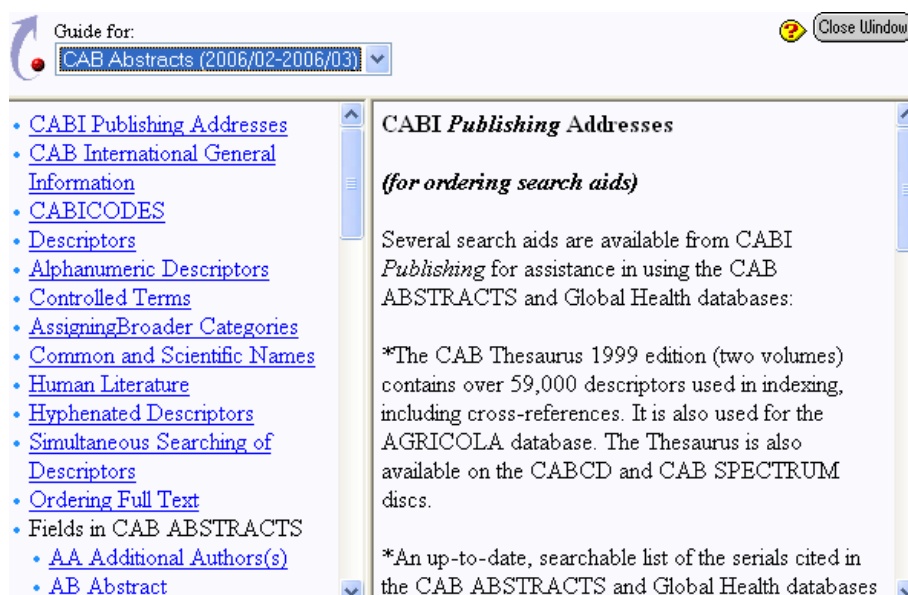 Guide for:
CAB Abstracts (2006/02-2006/03)
?
Close Window
CABI Publishing Addresses
CAB International General
Information
CABICODES
Descriptors
Alphanumeric Descriptors
Controlled Terms
AssigningBroader Categories
Common and Scientific Names
Human Literature
Hyphenated Descriptors
Simultaneous Searching of
Descriptors
Ordering Full Text
Fields in CAB ABSTRACTS
AA Additional Authors(s)
AB Abstract
CABI Publishing Addresses
(for ordering search aids)
Several search aids are available from CABI
Publishing for assistance in using the CAB
ABSTRACTS and Global Health databases:
*The CAB Thesaurus 1999 edition (two volumes)
contains over 59,000 descriptors used in indexing,
including cross-references. It is also used for the
AGRICOLA database. The Thesaurus is also
available on the CABCD and CAB SPECTRUM
discs.
*An up-to-date, searchable list of the serials cited in
the CAB ABSTRACTS and Global Health databases